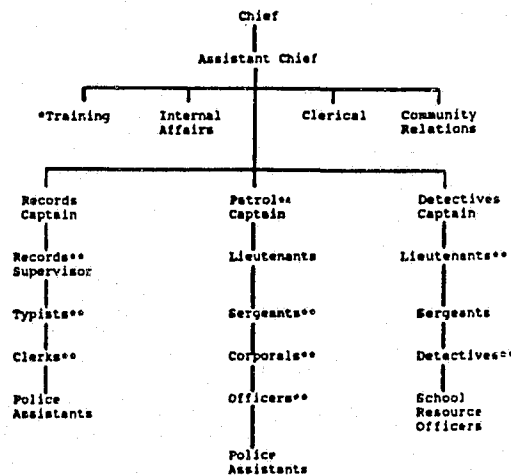 Chief
Assistant Chief
*Training
Internal
Affairs
Clerical
Community
Relations
Records
Captain
Patrol**
Captain
Detectives
Captain
Records**
Supervisor
Lieutenants
Lieutenants**
Typists**
Sergeants**
Sergeants
Clerks**
Corporals**
Detectives**
Police
Assistants
Officers**
School
Resource
Officers
Police
Assistants